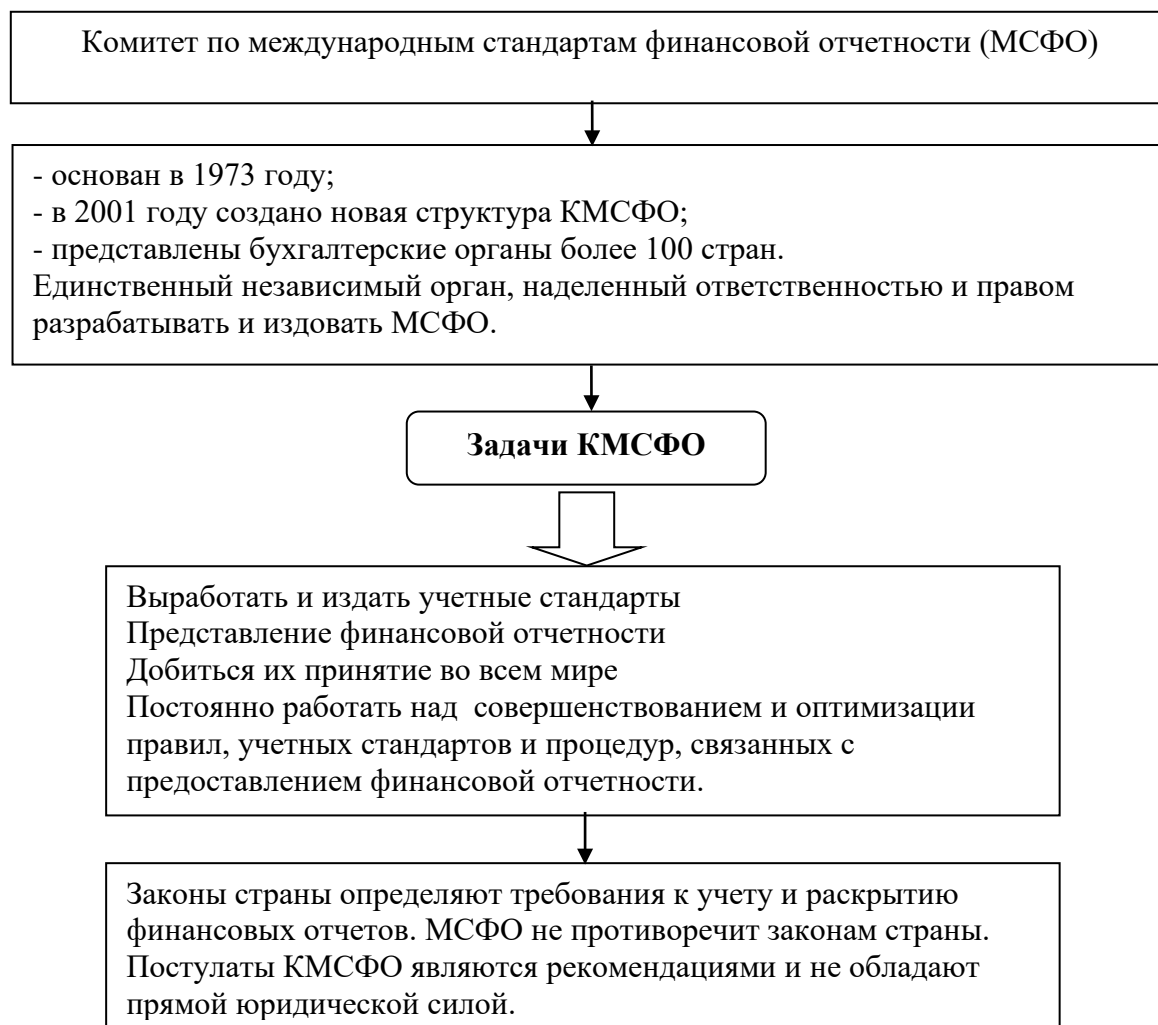 Комитет по международным стандартам финансовой отчетности (МСФО)
- основан в 1973 году;
- в 2001 году создано новая структура КМСФО;
- представлены бухгалтерские органы более 100 стран.
Единственный независимый орган, наделенный ответственностью и правом
разрабатывать и издовать МСФО.
Задачи КМСФО
Выработать и издать учетные стандарты
Представление финансовой отчетности
Добиться их принятие во всем мире
Постоянно работать над  совершенствованием и оптимизации
правил, учетных стандартов и процедур, связанных с
предоставлением финансовой отчетности.
Законы страны определяют требования к учету и раскрытию
финансовых отчетов. МСФО не противоречит законам страны.
Постулаты КМСФО являются рекомендациями и не обладают
прямой юридической силой.